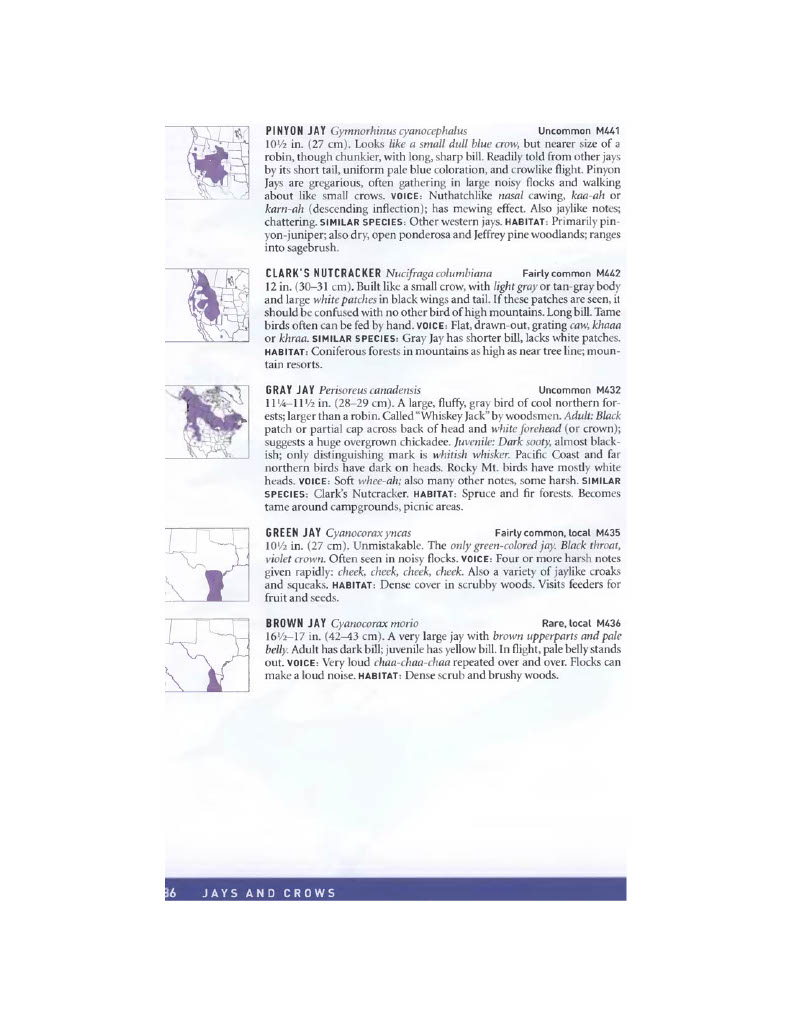 PINYON JAY Gymnorhinus cyanocephalus Uncommon M441
10½ in. (27 cm). Looks like a small dull blue crow, but nearer size of a
robin, though chunkier, with long, sharp bill. Readily told from other jays
by its short tail, uniform pale blue coloration, and crowlike flight. Pinyon
Jays are gregarious, often gathering in large noisy flocks and walking
about like small crows. VOICE: Nuthatchlike nasal cawing, kaa-ah or
karn-ah (descending inflection); has mewing effect. Also jaylike notes;
chattering. SIMILAR SPECIES: Other western jays. HABITAT: Primarily pin-
yon-juniper; also dry, open ponderosa and Jeffrey pine woodlands; ranges
into sagebrush.
CLARK'S NUTCRACKER Nucifraga columbiana Fairly common M442
12 in. (30–31 cm). Built like a small crow, with light gray or tan-gray body
and large white patches in black wings and tail. If these patches are seen, it
should be confused with no other bird of high mountains. Long bill. Tame
birds often can be fed by hand. VOICE: Flat, drawn-out, grating caw, khaaa
or khraa. SIMILAR SPECIES: Gray Jay has shorter bill, lacks white patches.
HABITAT: Coniferous forests in mountains as high as near tree line; moun-
tain resorts.
GRAY JAY Perisoreus canadensis Uncommon M432
11¼–11½ in. (28–29 cm). A large, fluffy, gray bird of cool northern for-
ests; larger than a robin. Called "Whiskey Jack" by woodsmen. Adult: Black
patch or partial cap across back of head and white forehead (or crown);
suggests a huge overgrown chickadee. Juvenile: Dark sooty, almost black-
ish; only distinguishing mark is whitish whisker. Pacific Coast and far
northern birds have dark on heads. Rocky Mt. birds have mostly white
heads. VOICE: Soft whee-ah; also many other notes, some harsh. SIMILAR
SPECIES: Clark's Nutcracker. HABITAT: Spruce and fir forests. Becomes
tame around campgrounds, picnic areas.
GREEN JAY Cyanocorax yncas Fairly common, local M435
10½ in. (27 cm). Unmistakable. The only green-colored jay. Black throat,
violet crown. Often seen in noisy flocks. VOICE: Four or more harsh notes
given rapidly: cheek, cheek, cheek, cheek. Also a variety of jaylike croaks
and squeaks. HABITAT: Dense cover in scrubby woods. Visits feeders for
fruit and seeds.
BROWN JAY Cyanocorax morio Rare, local M436
16½–17 in. (42–43 cm). A very large jay with brown upperparts and pale
belly. Adult has dark bill; juvenile has yellow bill. In flight, pale belly stands
out. VOICE: Very loud chaa-chaa-chaa repeated over and over. Flocks can
make a loud noise. HABITAT: Dense scrub and brushy woods.
36 JAYS AND CROWS